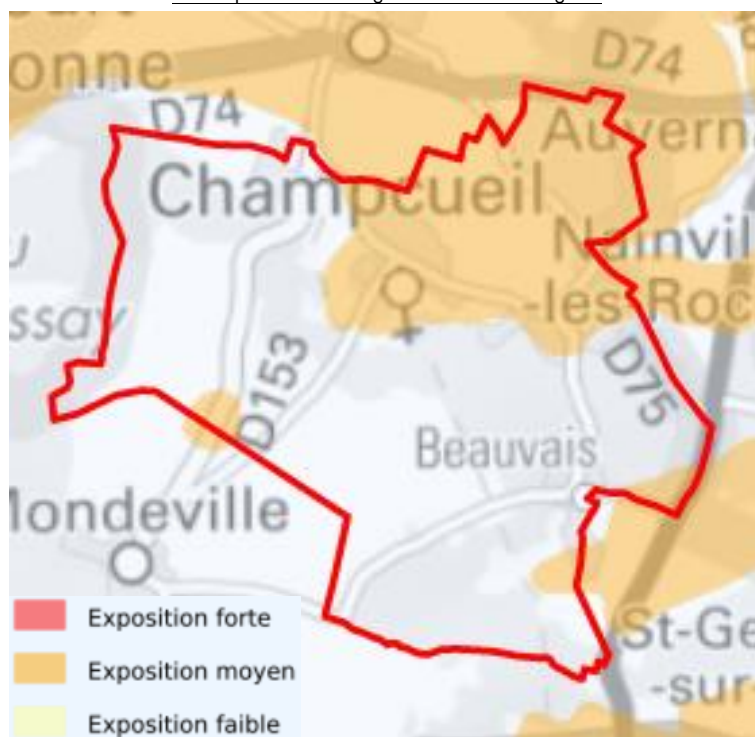 onne
D74
D74
Auvern
Champcueil
Nainvil
-les-Roc
ssay
D153
D75
Beauvais
Mondeville
St-Ge
-sur-
Exposition forte
Exposition moyen
Exposition faible